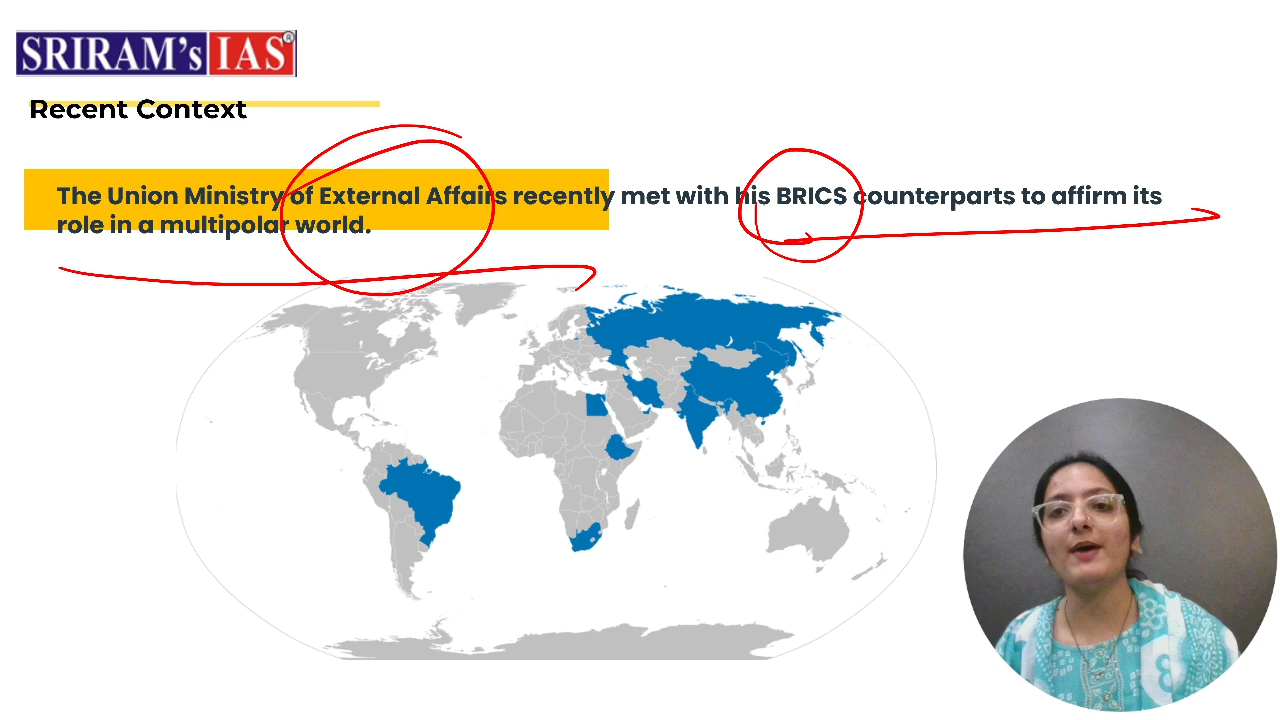 SRIRAM's IAS®
Recent Context
The Union Ministry of External Affairs recently met with his BRICS counterparts to affirm its
role in a multipolar world.